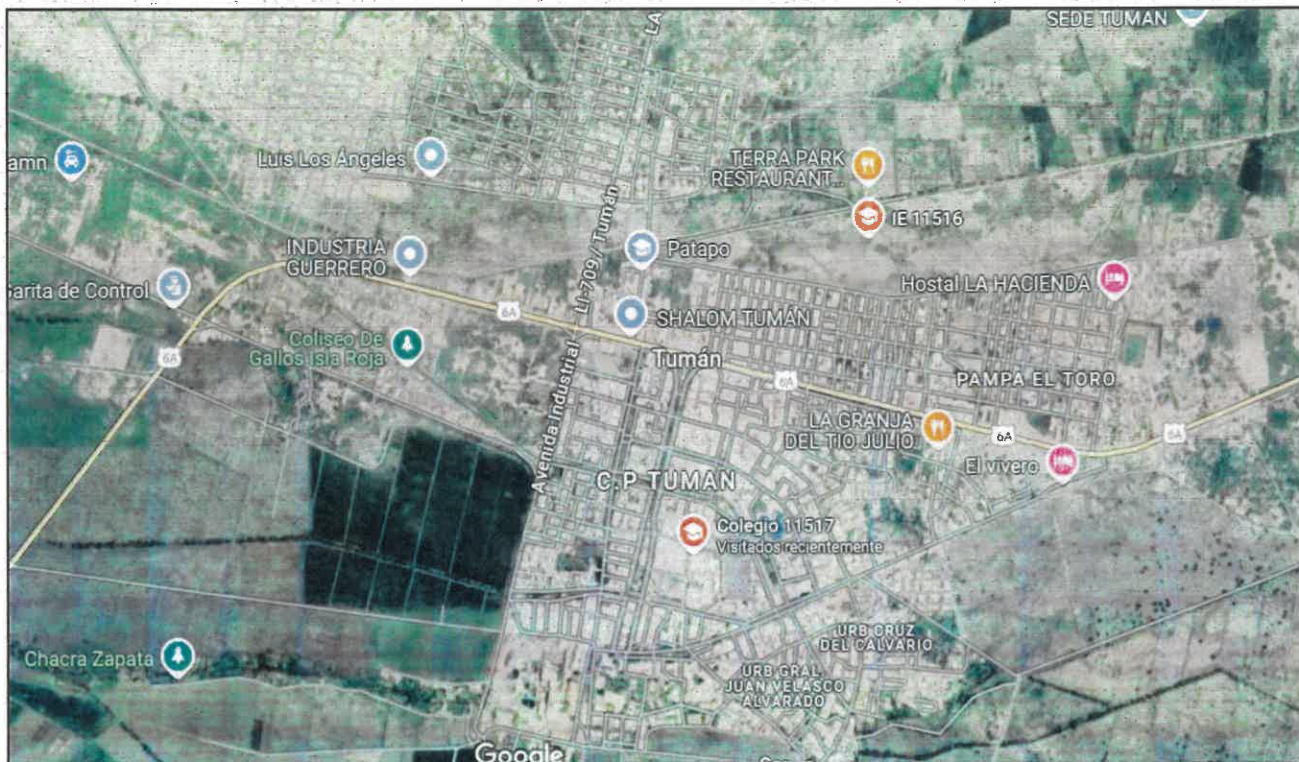 SEDE TUMAN
LA
amn
Luis Los Ángeles
TERRA PARK
RESTAURANT...
IE 11516
LI-709 / Tumán
INDUSTRIA
GUERRERO
Patapo
Hostal LA HACIENDA
Garita de Control
6A
SHALOM TUMÁN
Coliseo De
Gallos Isla Roja
6A
Tumán
6A
PAMPA EL TORO
Avenida Industrial
LA GRANJA
DEL TIO JULIO
6A
6A
El vivero
C.P TUMAN
Colegio 11517
Visitados recientemente
Chacra Zapata
URB CRUZ
DEL CALVARIO
URB GRAL
JUAN VELASCO
ALVARADO
Google